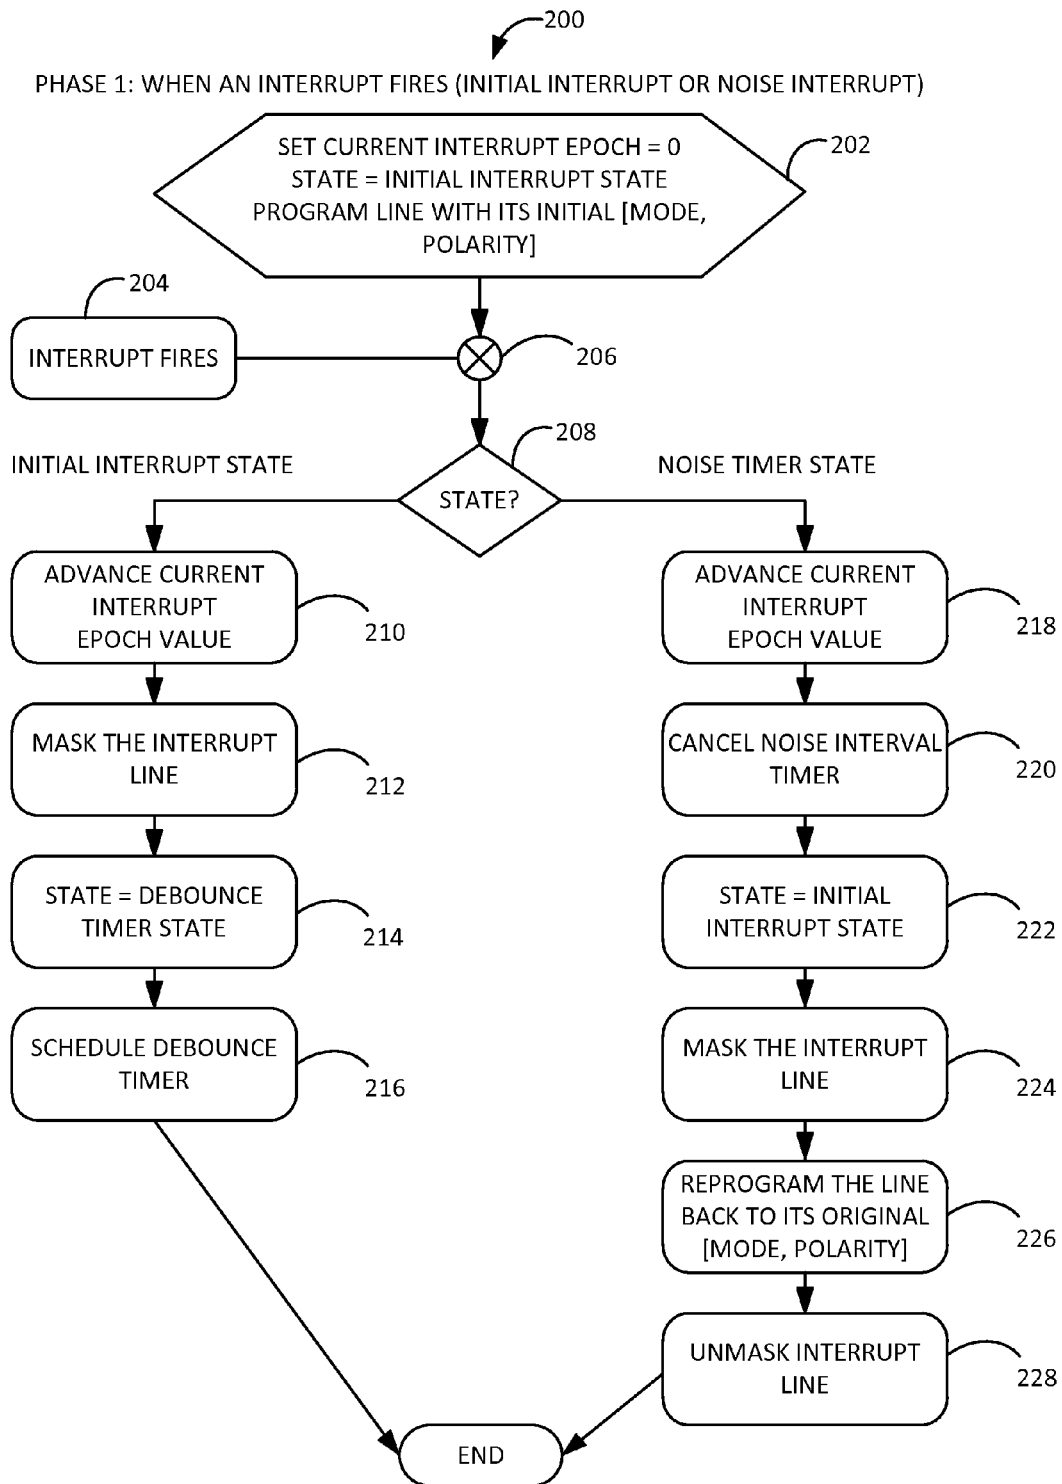 200
PHASE 1: WHEN AN INTERRUPT FIRES (INITIAL INTERRUPT OR NOISE INTERRUPT)
SET CURRENT INTERRUPT EPOCH = 0
STATE = INITIAL INTERRUPT STATE
PROGRAM LINE WITH ITS INITIAL [MODE,
POLARITY]
202
204
INTERRUPT FIRES
206
208
INITIAL INTERRUPT STATE
NOISE TIMER STATE
STATE?
ADVANCE CURRENT
INTERRUPT
EPOCH VALUE
210
MASK THE INTERRUPT
LINE
212
STATE = DEBOUNCE
TIMER STATE
214
SCHEDULE DEBOUNCE
TIMER
216
ADVANCE CURRENT
INTERRUPT
EPOCH VALUE
218
CANCEL NOISE INTERVAL
TIMER
220
STATE = INITIAL
INTERRUPT STATE
222
MASK THE INTERRUPT
LINE
224
REPROGRAM THE LINE
BACK TO ITS ORIGINAL
[MODE, POLARITY]
226
UNMASK INTERRUPT
LINE
228
END